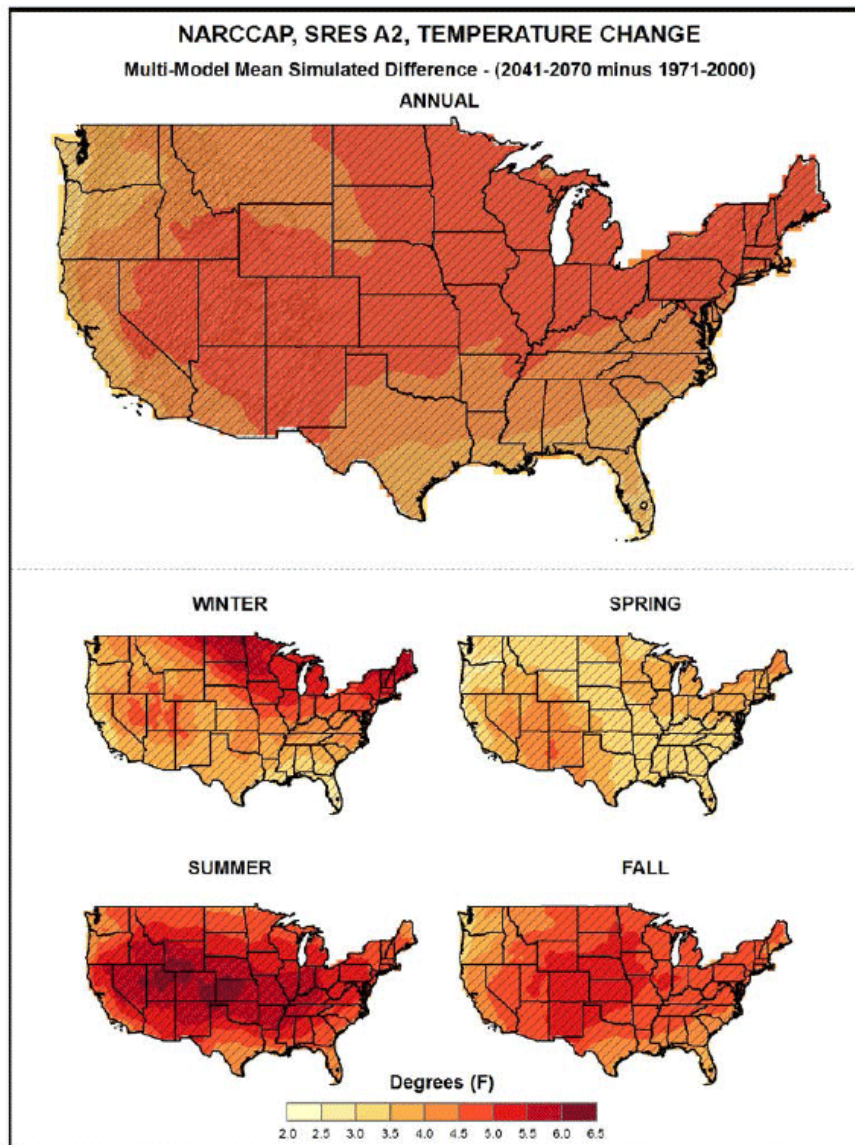 NARCCAP, SRES A2, TEMPERATURE CHANGE
Multi-Model Mean Simulated Difference - (2041-2070 minus 1971-2000)
ANNUAL
WINTER
SPRING
SUMMER
FALL
Degrees (F)
2.0 2.5 3.0 3.5 4.0 4.5 5.0 5.5 6.0 6.5